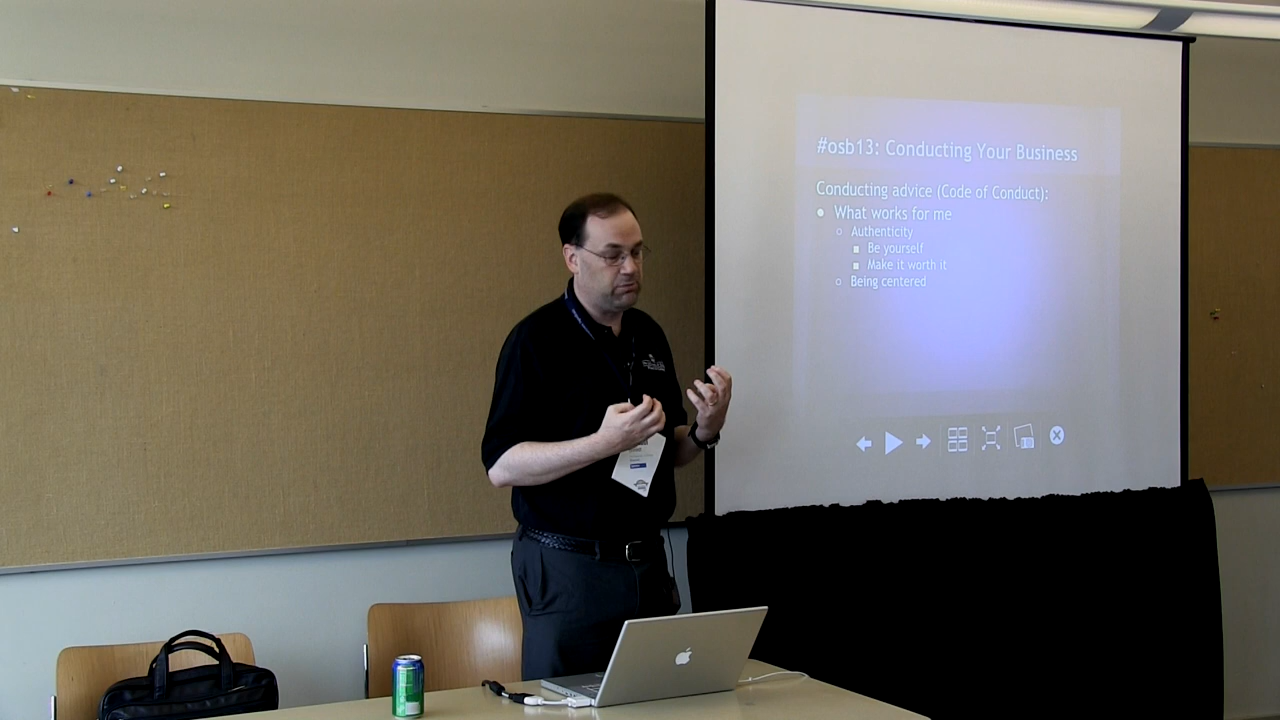 #osb13: Conducting Your Business
Conducting advice (Code of Conduct):
What works for me
Authenticity
Be yourself
Make it worth it
Being centered